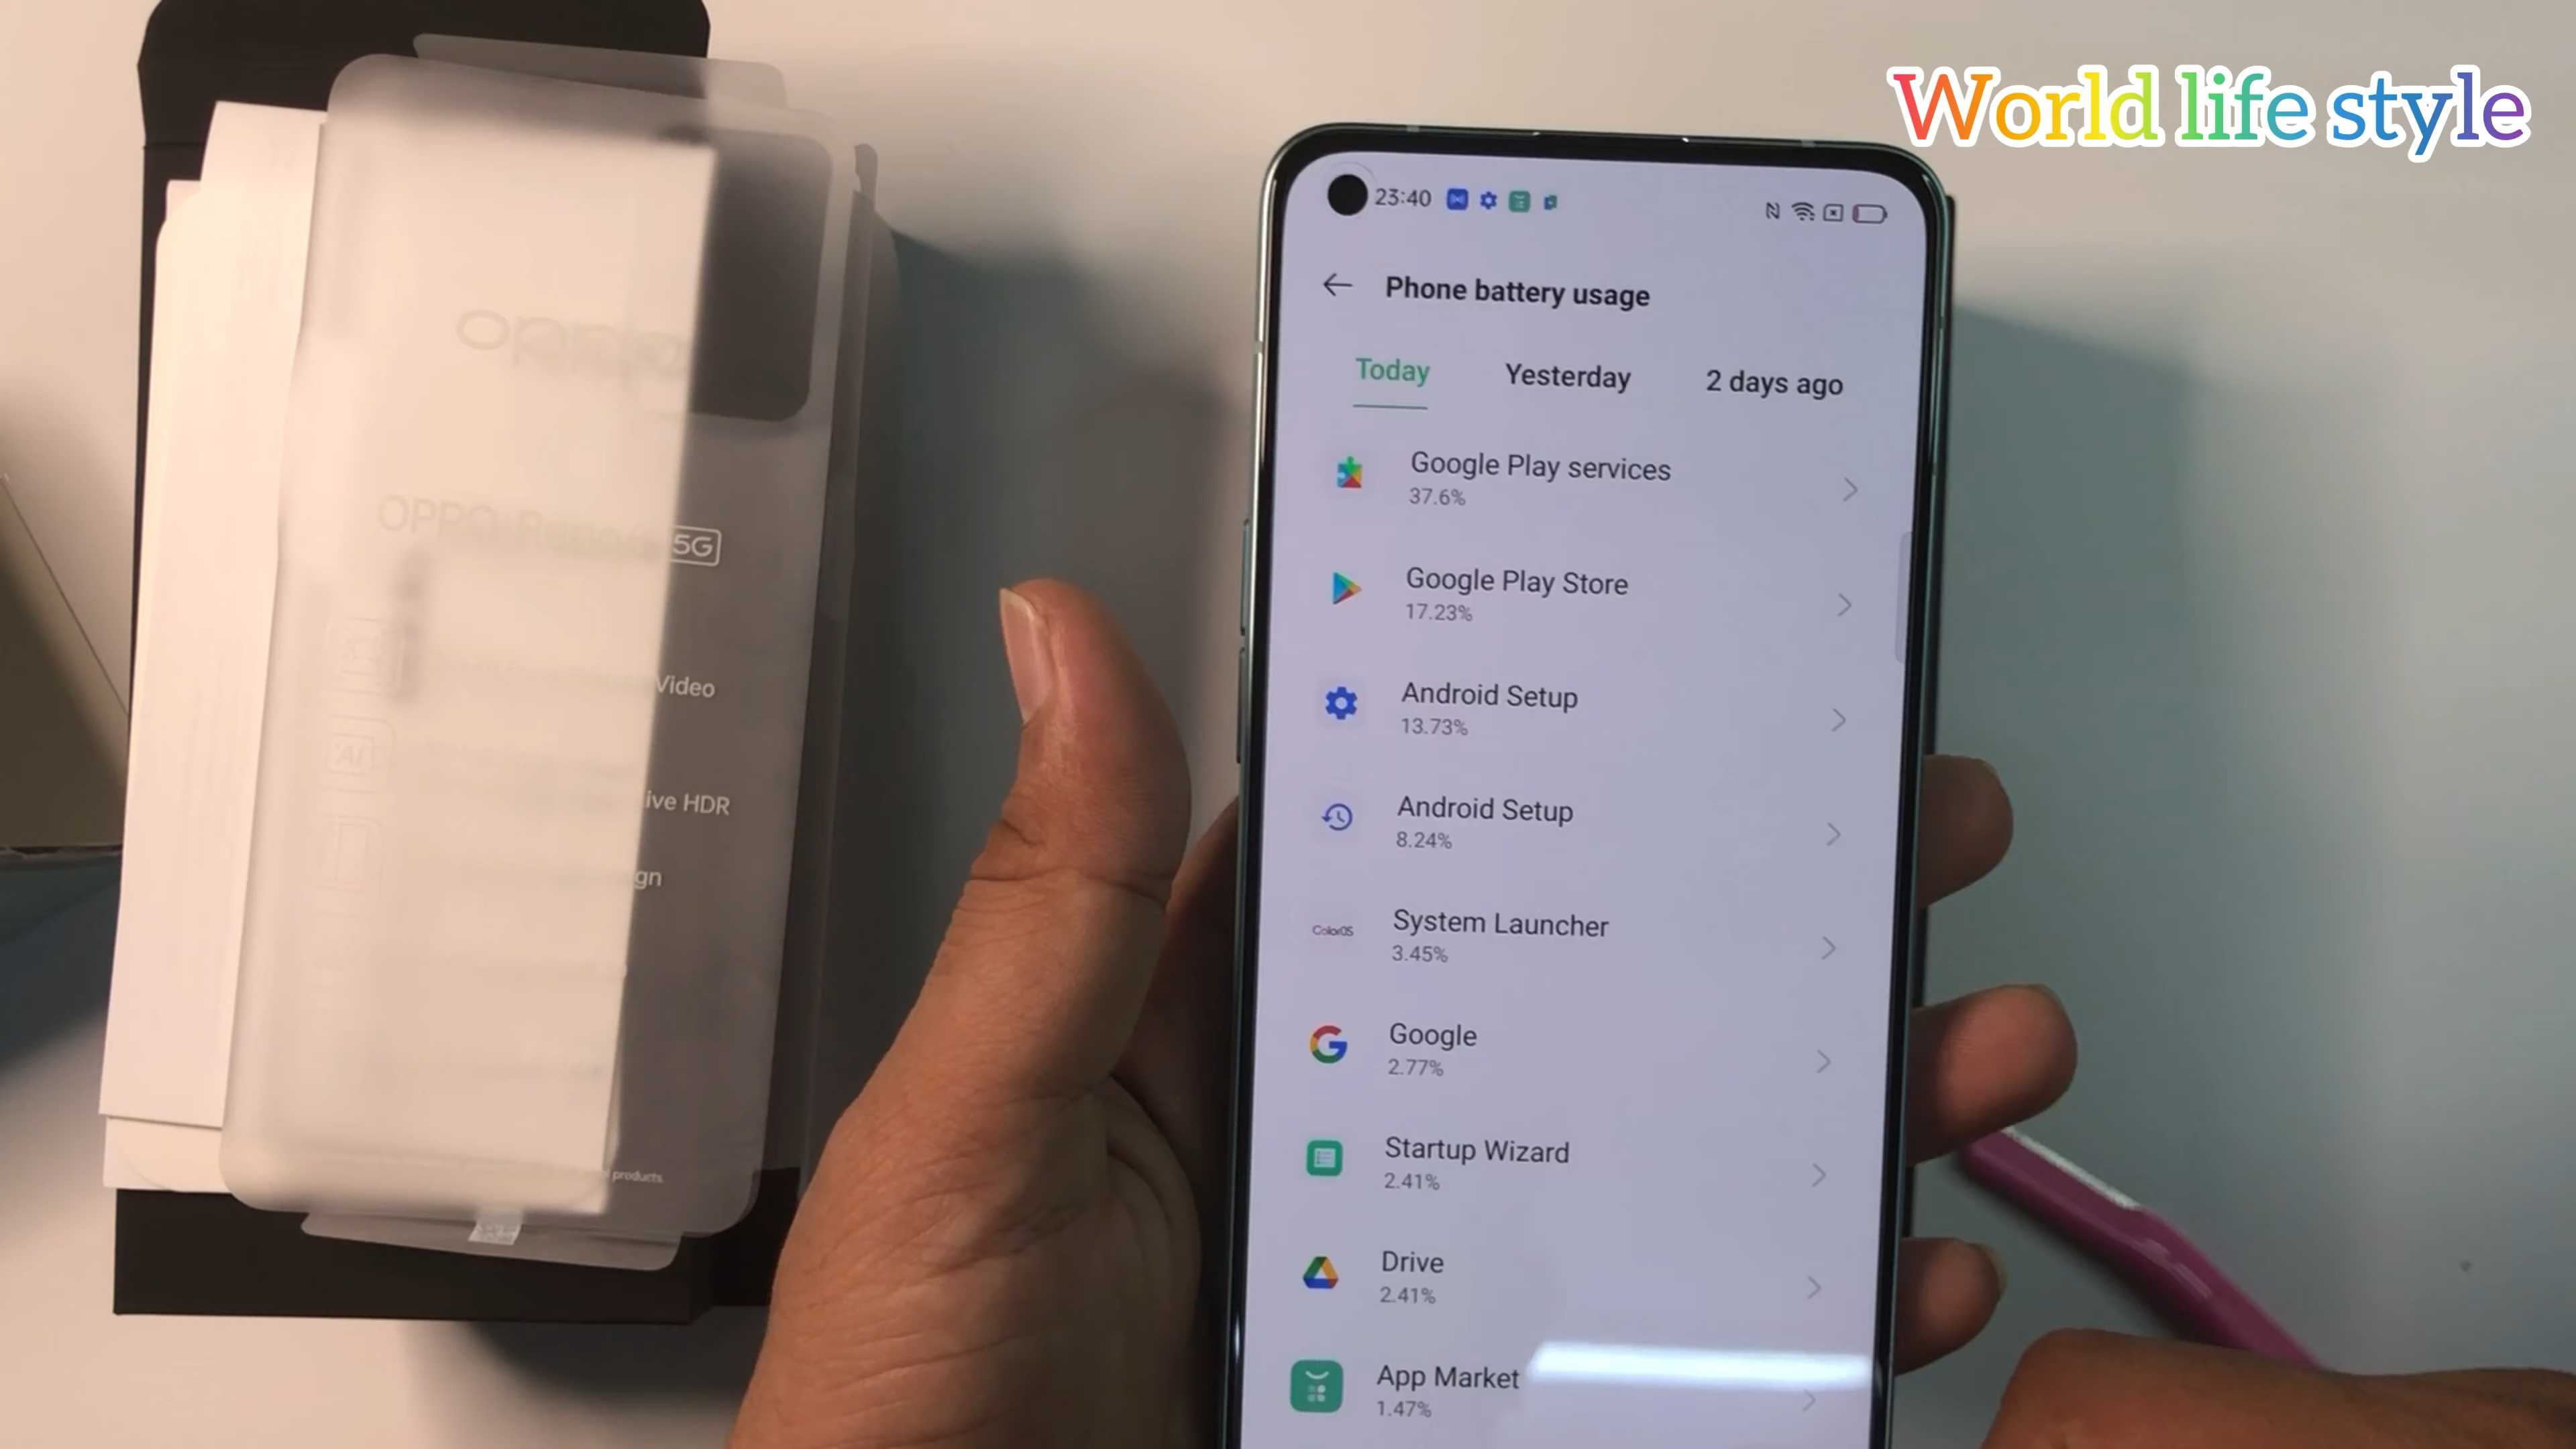 World life style
23:40
Phone battery usage
Today Yesterday 2 days ago
Google Play services
37.6%
Google Play Store
17.23%
Android Setup
13.73%
Android Setup
8.24%
ColorOS
System Launcher
3.45%
Google
2.77%
Startup Wizard
2.41%
Drive
2.41%
App Market
1.47%
oppo
OPPO Reno6 5G
Video
AI
ive HDR
gn
products.